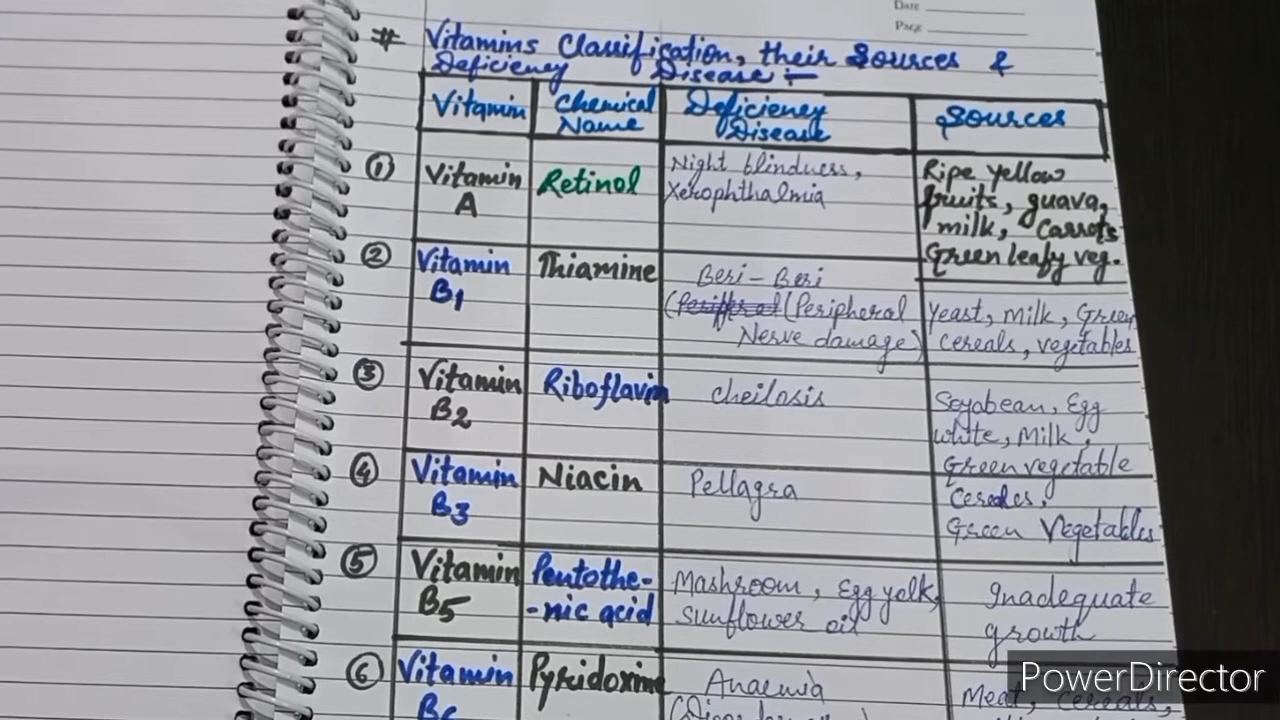 DATE
PAGE
# Vitamins Classification, their Sources &
Deficiency Disease :-
Vitamin Chemical Name Deficiency Disease Sources
① Vitamin A Retinol Night blindness, Xerophthalmia Ripe yellow fruits, guava, milk, Carrots Green leafy veg.
② Vitamin B1 Thiamine Beri-Beri (Peripheral Nerve damage) Yeast, Milk, Green cereals, vegetables
③ Vitamin B2 Riboflavin cheilosis Soyabean, Egg white, Milk, Green vegetable
④ Vitamin B3 Niacin Pellagra Cereales, Green Vegetables
⑤ Vitamin B5 Pentothe--nic acid Mashroom, Egg yolk, sunflower oil Inadequate growth
⑥ Vitamin B6 Pyridoxine Anaemia Meat, Cereals,
PowerDirector